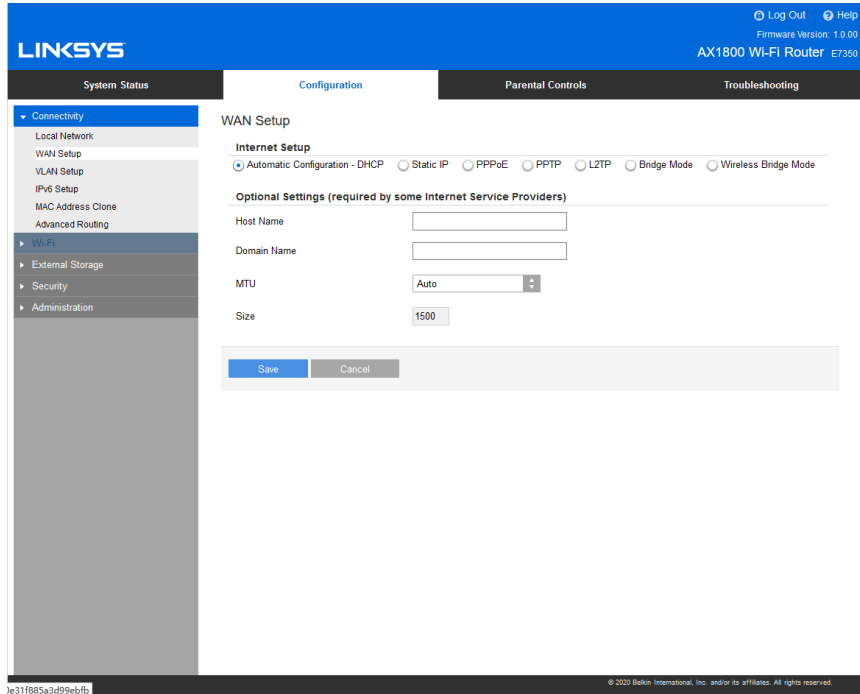 Log Out Help
Firmware Version: 1.0.00
LINKSYS
AX1800 Wi-Fi Router E7350
System Status Configuration Parental Controls Troubleshooting
Connectivity
Local Network
WAN Setup
VLAN Setup
IPv6 Setup
MAC Address Clone
Advanced Routing
Wi-Fi
External Storage
Security
Administration
WAN Setup
Internet Setup
Automatic Configuration - DHCP Static IP PPPoE PPTP L2TP Bridge Mode Wireless Bridge Mode
Optional Settings (required by some Internet Service Providers)
Host Name
Domain Name
MTU Auto
Size 1500
Save Cancel
© 2020 Belkin International, Inc. and/or its affiliates. All rights reserved.
0e31f885a3d99ebfb